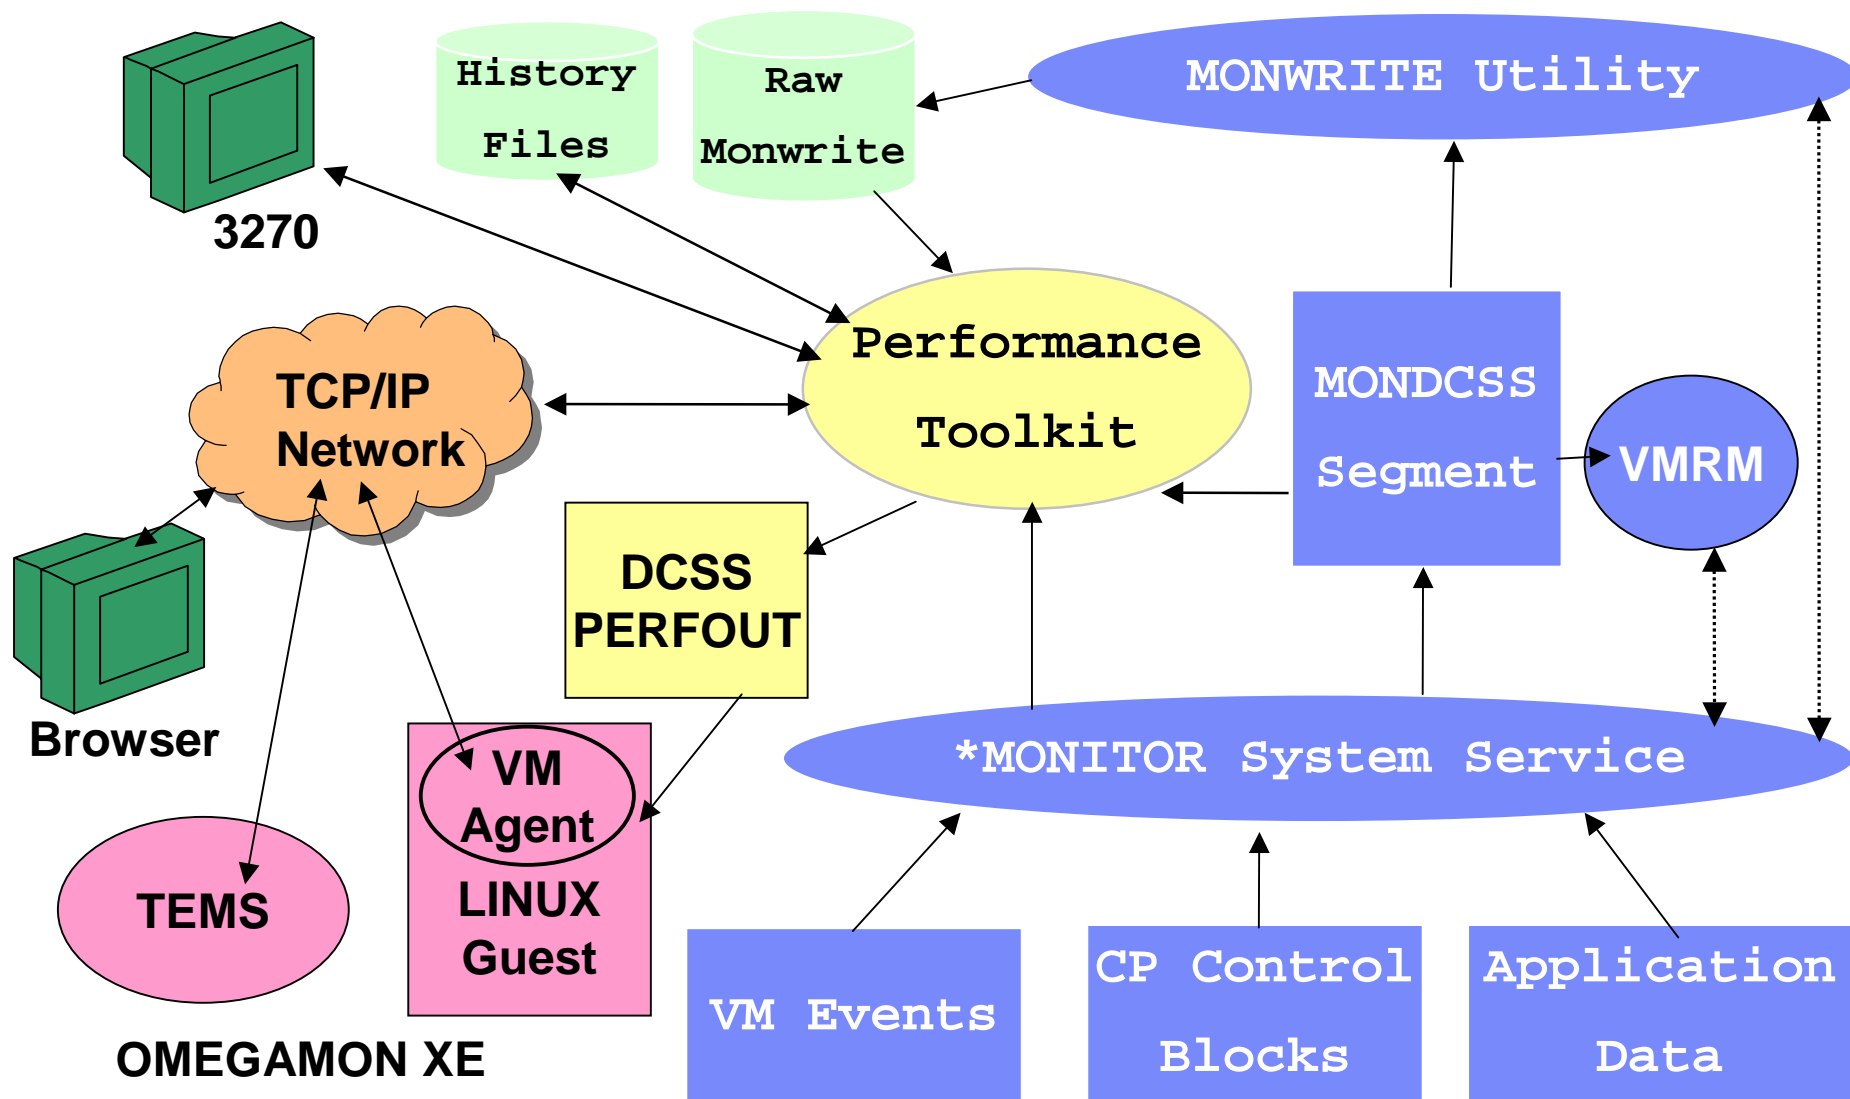 History
Files
Raw
Monwrite
MONWRITE Utility
3270
Performance
Toolkit
MONDCSS
Segment
VMRM
TCP/IP
Network
DCSS
PERFOUT
Browser
*MONITOR System Service
VM
Agent
LINUX
Guest
TEMS
OMEGAMON XE
VM Events
CP Control
Blocks
Application
Data